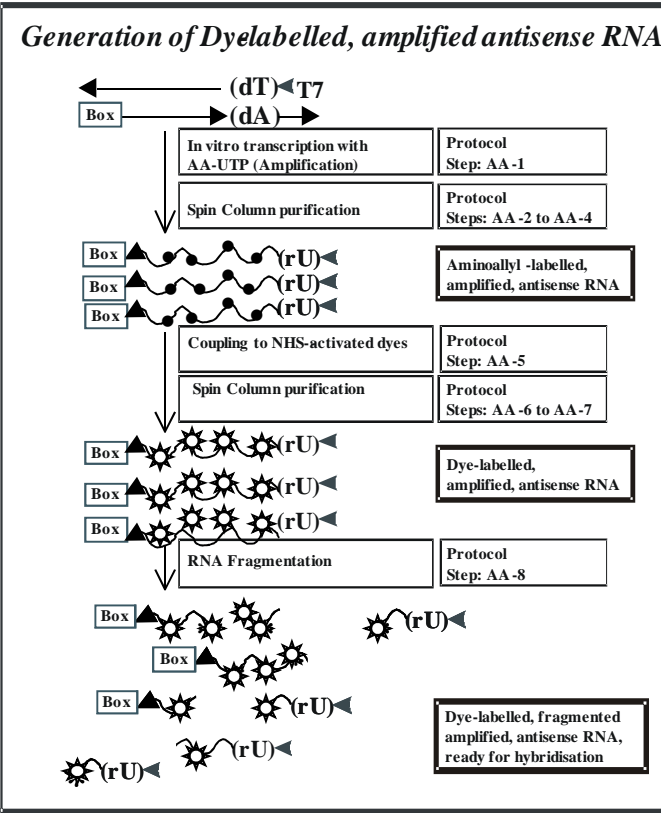 Generation of Dye-labelled, amplified antisense RNA
(dT) T7
Box (dA)
In vitro transcription with
AA-UTP (Amplification)
Protocol
Step: AA-1
Spin Column purification
Protocol
Steps: AA-2 to AA-4
Box (rU)
Box (rU)
Box (rU)
Aminoallyl -labelled,
amplified, antisense RNA
Coupling to NHS-activated dyes
Protocol
Step: AA-5
Spin Column purification
Protocol
Steps: AA-6 to AA-7
Box (rU)
Box (rU)
Box (rU)
Dye-labelled,
amplified, antisense RNA
RNA Fragmentation
Protocol
Step: AA-8
Box (rU)
Box
Box (rU)
(rU)
(rU)
Dye-labelled, fragmented
amplified, antisense RNA,
ready for hybridisation